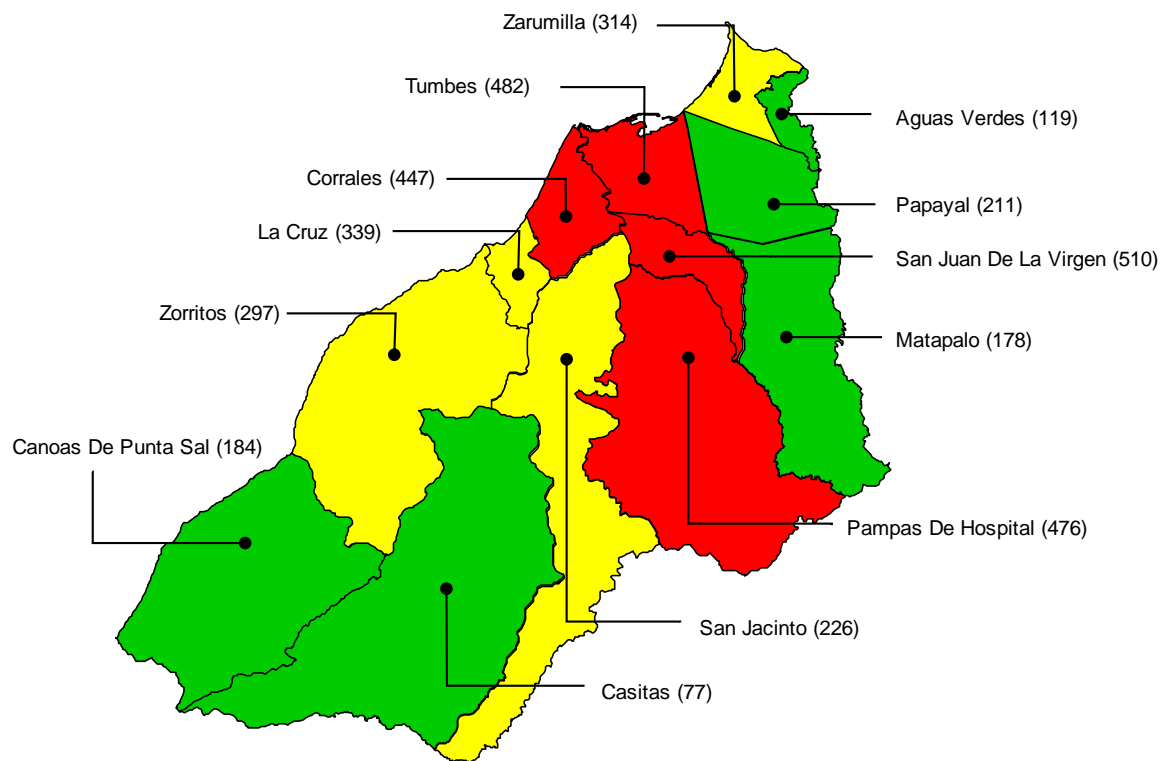 Zarumilla (314)
Tumbes (482)
Aguas Verdes (119)
Corrales (447)
Papayal (211)
La Cruz (339)
San Juan De La Virgen (510)
Zorritos (297)
Matapalo (178)
Canoas De Punta Sal (184)
Pampas De Hospital (476)
San Jacinto (226)
Casitas (77)